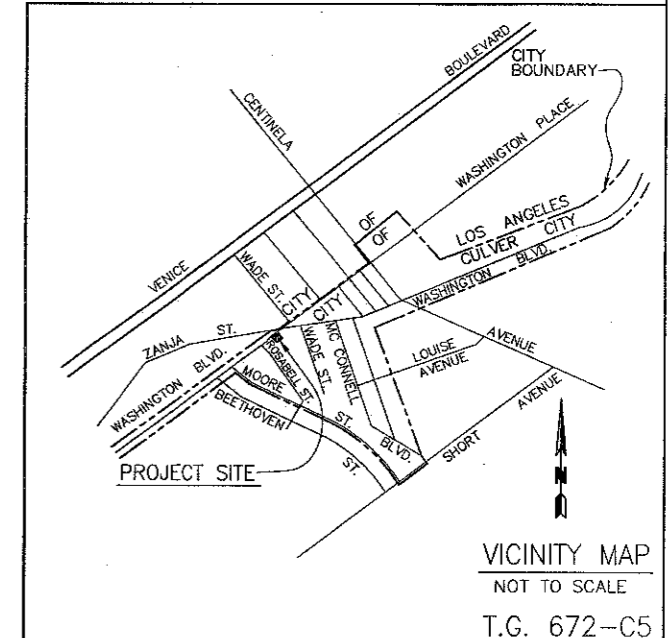 BOULEVARD
CITY
BOUNDARY
CENTINELA
WASHINGTON PLACE
OF LOS ANGELES
OF CULVER CITY
WASHINGTON BLVD.
WADE ST.
CITY
CITY
VENICE
ZANJA ST.
WASHINGTON BLVD.
ROSABELL ST.
WADE ST.
MC CONNELL
LOUISE
AVENUE
AVENUE
MOORE
ST.
BEETHOVEN
ST.
BLVD.
SHORT
AVENUE
PROJECT SITE
N
VICINITY MAP
NOT TO SCALE
T.G. 672-C5